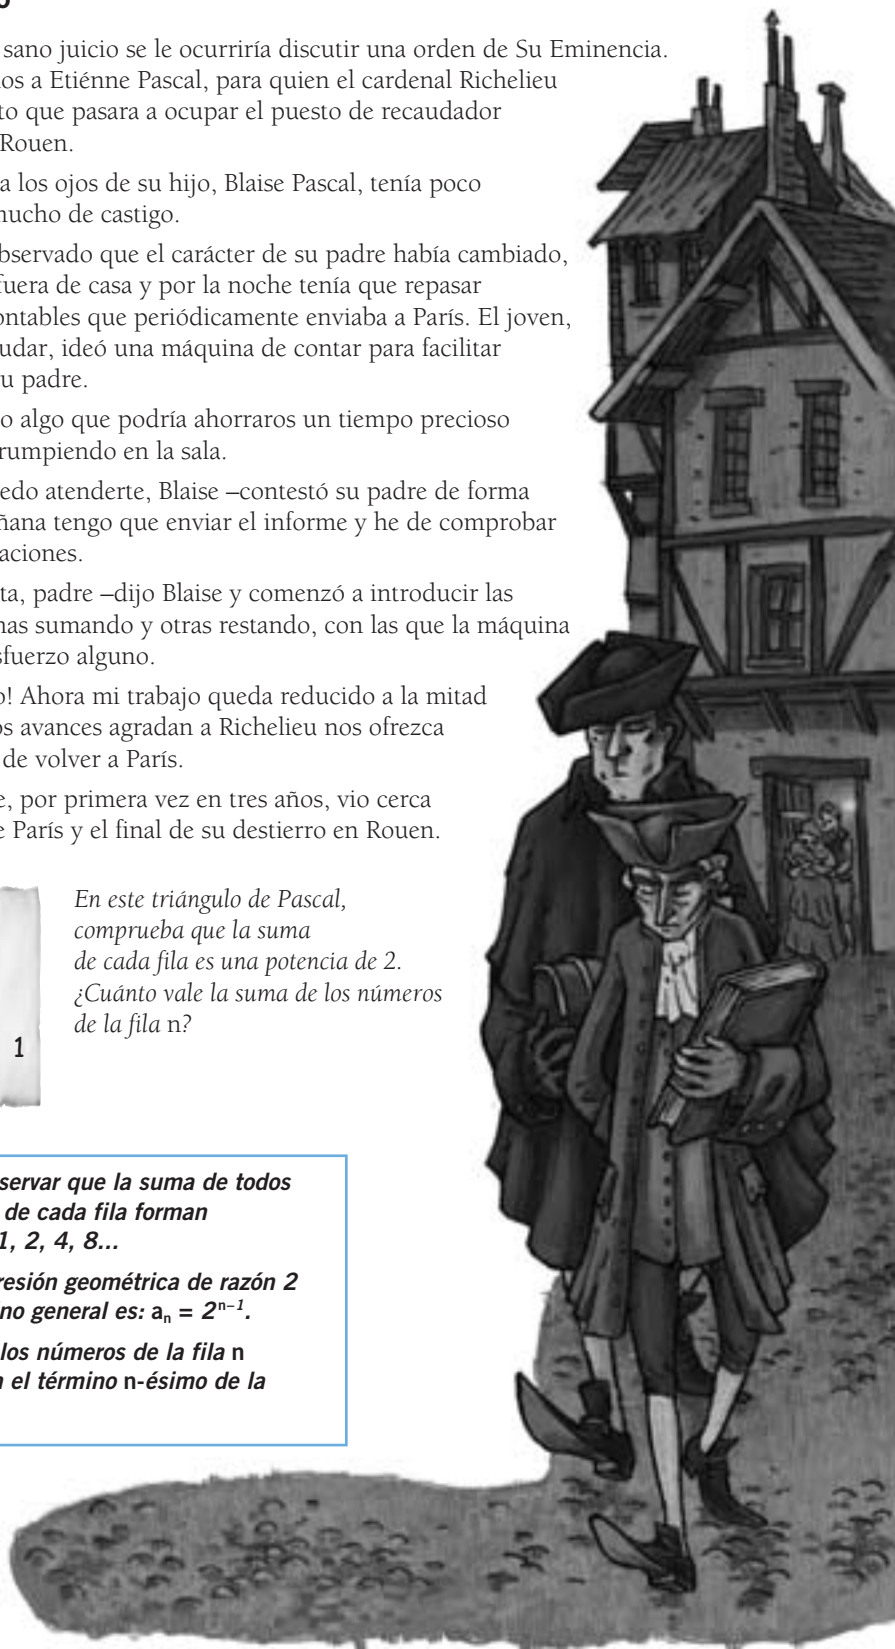 sano juicio se le ocurriría discutir una orden de Su Eminencia.
os a Etiénne Pascal, para quien el cardenal Richelieu
to que pasara a ocupar el puesto de recaudador
Rouen.
a los ojos de su hijo, Blaise Pascal, tenía poco
mucho de castigo.
bservado que el carácter de su padre había cambiado,
fuera de casa y por la noche tenía que repasar
ontables que periódicamente enviaba a París. El joven,
udar, ideó una máquina de contar para facilitar
u padre.
o algo que podría ahorraros un tiempo precioso
rumpiendo en la sala.
edo atenderte, Blaise –contestó su padre de forma
ñana tengo que enviar el informe y he de comprobar
aciones.
ta, padre –dijo Blaise y comenzó a introducir las
nas sumando y otras restando, con las que la máquina
sfuerzo alguno.
o! Ahora mi trabajo queda reducido a la mitad
os avances agradan a Richelieu nos ofrezca
de volver a París.
e, por primera vez en tres años, vio cerca
e París y el final de su destierro en Rouen.
En este triángulo de Pascal,
comprueba que la suma
de cada fila es una potencia de 2.
¿Cuánto vale la suma de los números
de la fila n?
1
servar que la suma de todos
de cada fila forman
1, 2, 4, 8...
resión geométrica de razón 2
no general es: aₙ = 2ⁿ⁻¹.
los números de la fila n
n el término n-ésimo de la